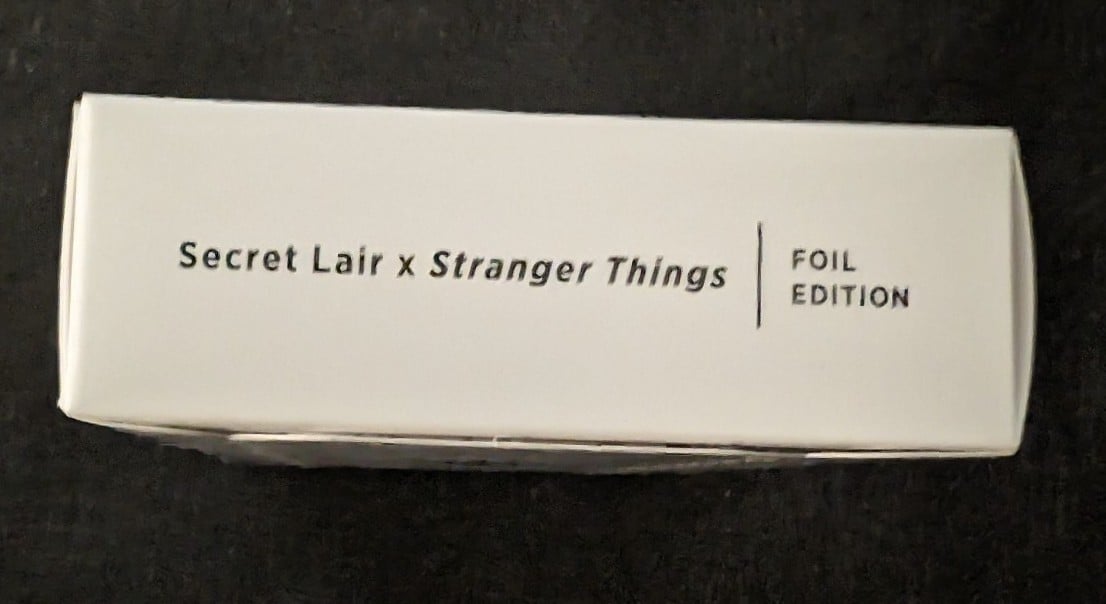 Secret Lair x Stranger Things
FOIL
EDITION